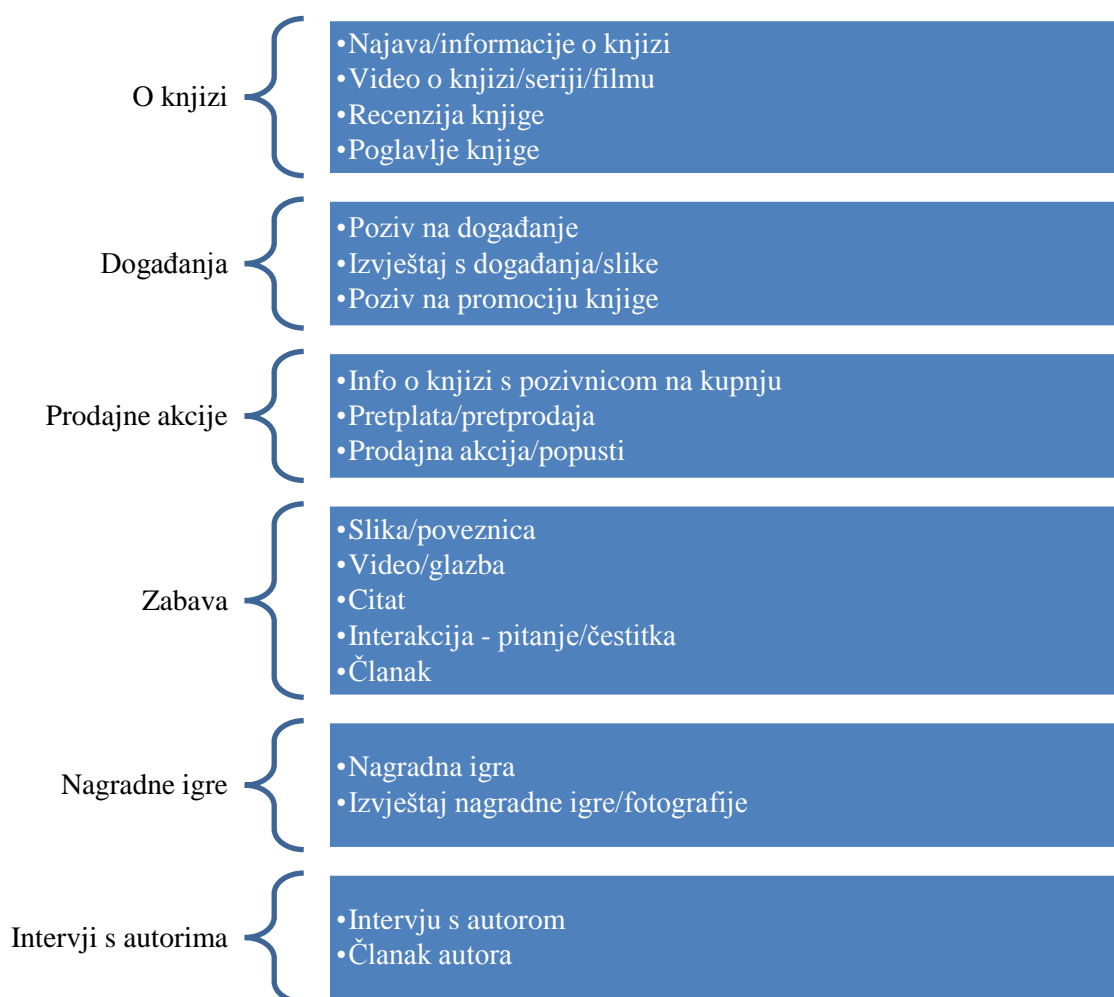 O knjizi
•Najava/informacije o knjizi
•Video o knjizi/seriji/filmu
•Recenzija knjige
•Poglavlje knjige
Događanja
•Poziv na događanje
•Izvještaj s događanja/slike
•Poziv na promociju knjige
Prodajne akcije
•Info o knjizi s pozivnicom na kupnju
•Pretplata/pretprodaja
•Prodajna akcija/popusti
Zabava
•Slika/poveznica
•Video/glazba
•Citat
•Interakcija - pitanje/čestitka
•Članak
Nagradne igre
•Nagradna igra
•Izvještaj nagradne igre/fotografije
Intervji s autorima
•Intervju s autorom
•Članak autora